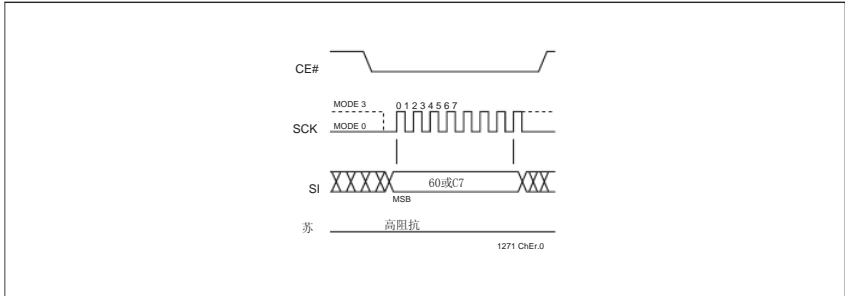 CE#
MODE 3
0 1 2 3 4 5 6 7
SCK
MODE 0
SI
60或C7
MSB
苏
高阻抗
1271 ChEr.0